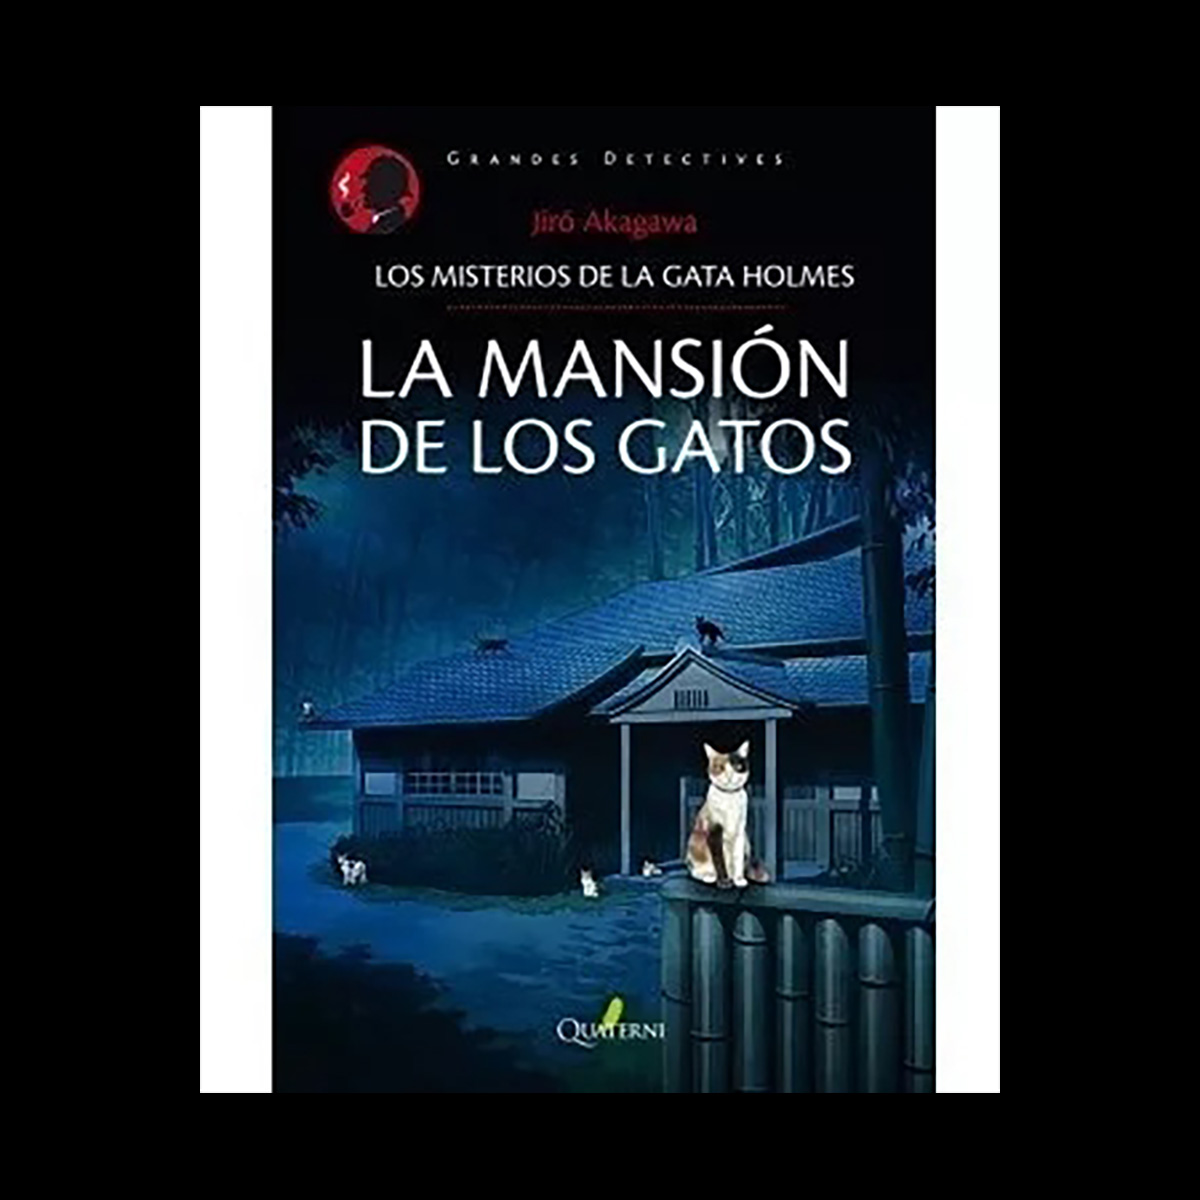 GRANDES DETECTIVES
Jirō Akagawa
LOS MISTERIOS DE LA GATA HOLMES
LA MANSIÓN
DE LOS GATOS
QUATERNI